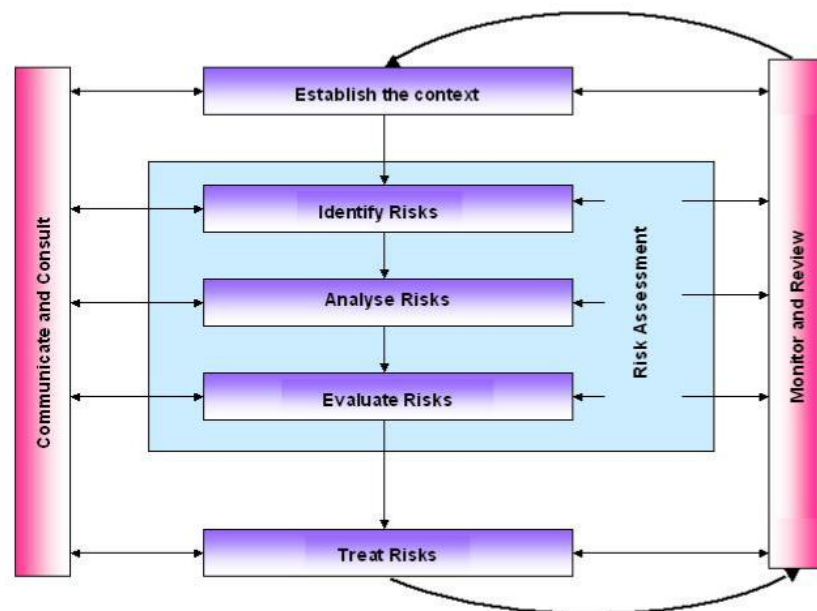 Establish the context
Communicate and Consult
Identify Risks
Analyse Risks
Evaluate Risks
Risk Assessment
Monitor and Review
Treat Risks